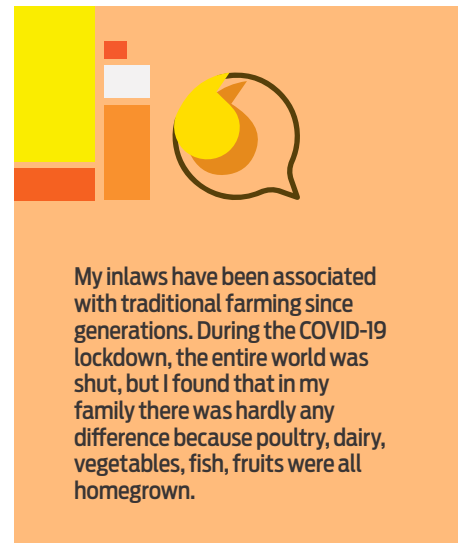 My inlaws have been associated
with traditional farming since
generations. During the COVID-19
lockdown, the entire world was
shut, but I found that in my
family there was hardly any
difference because poultry, dairy,
vegetables, fish, fruits were all
homegrown.